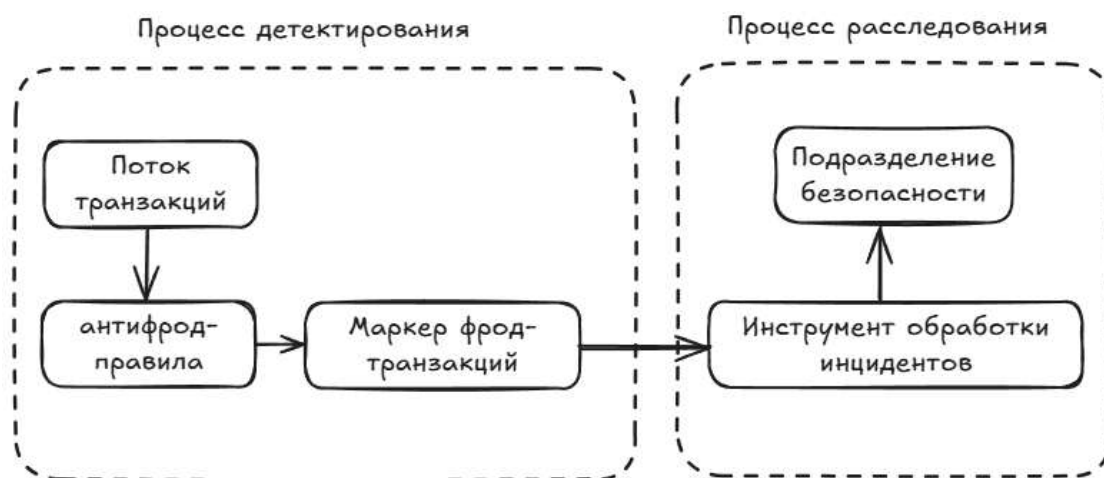 Процесс детектирования
Процесс расследования
Поток
транзакций
Подразделение
безопасности
антифрод-
правила
Маркер фрод-
транзакций
Инструмент обработки
инцидентов